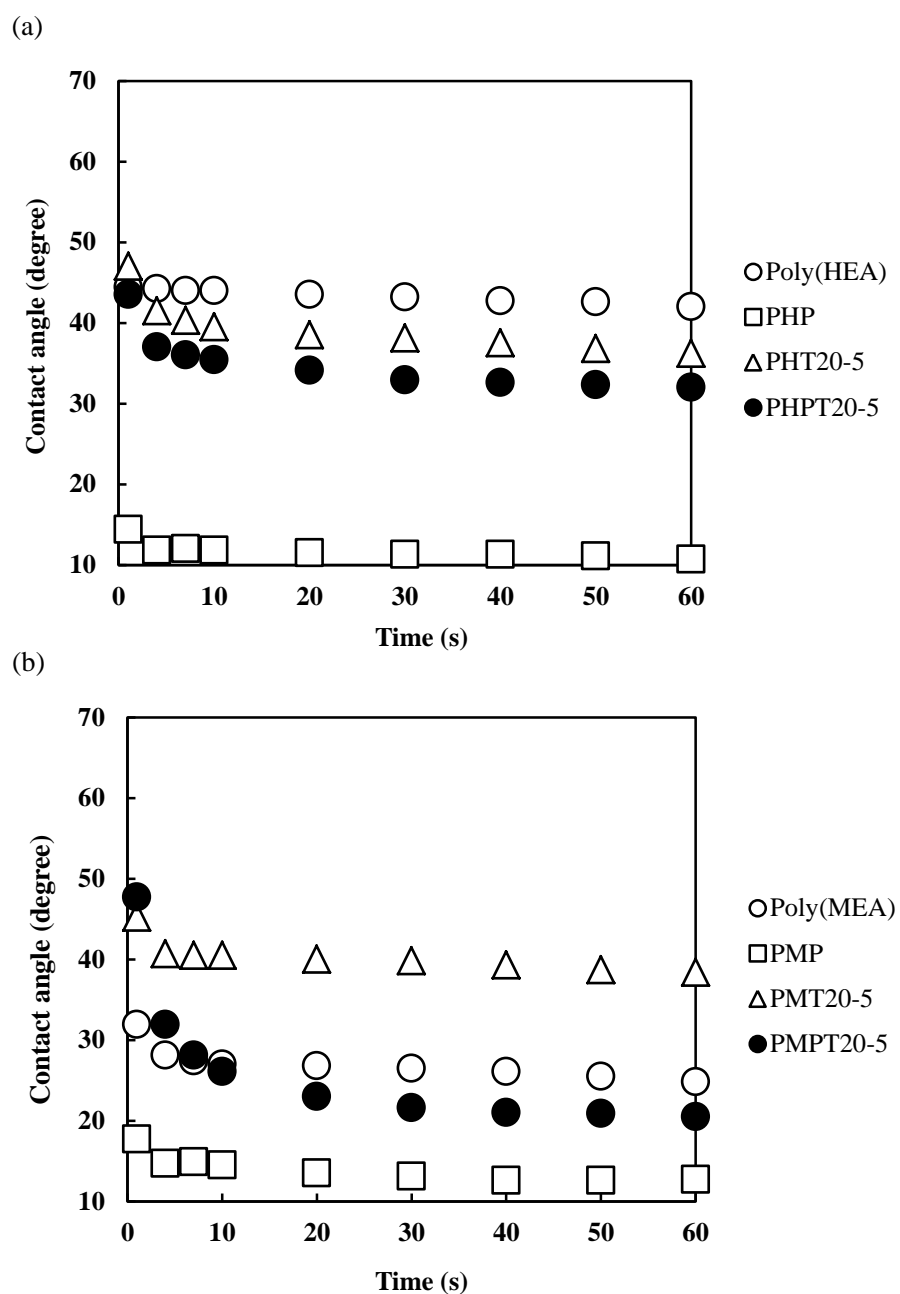 (a)
70
60
50
40
30
20
10
Contact angle (degree)
0 10 20 30 40 50 60
Time (s)
Poly(HEA)
PHP
PHT20-5
PHPT20-5
(b)
70
60
50
40
30
20
10
Contact angle (degree)
0 10 20 30 40 50 60
Time (s)
Poly(MEA)
PMP
PMT20-5
PMPT20-5